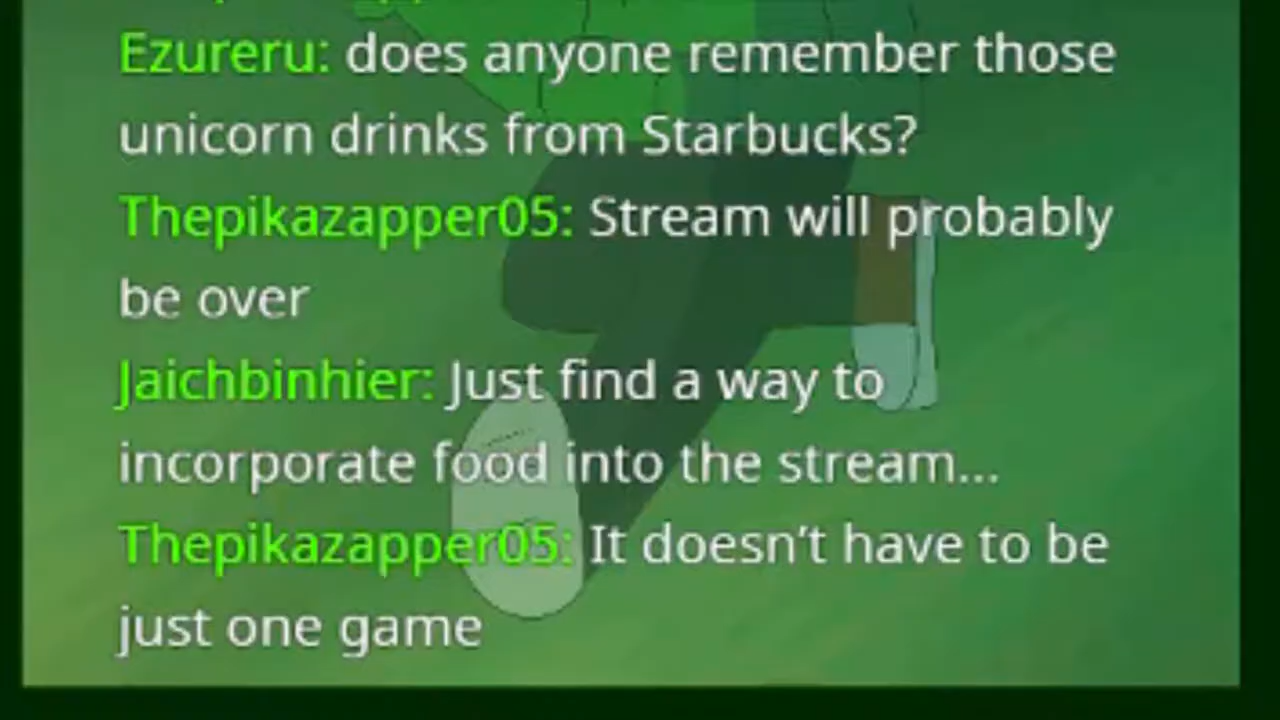 Ezureru: does anyone remember those
unicorn drinks from Starbucks?
Thepikazapper05: Stream will probably
be over
Jaichbinhier: Just find a way to
incorporate food into the stream...
Thepikazapper05: It doesn't have to be
just one game